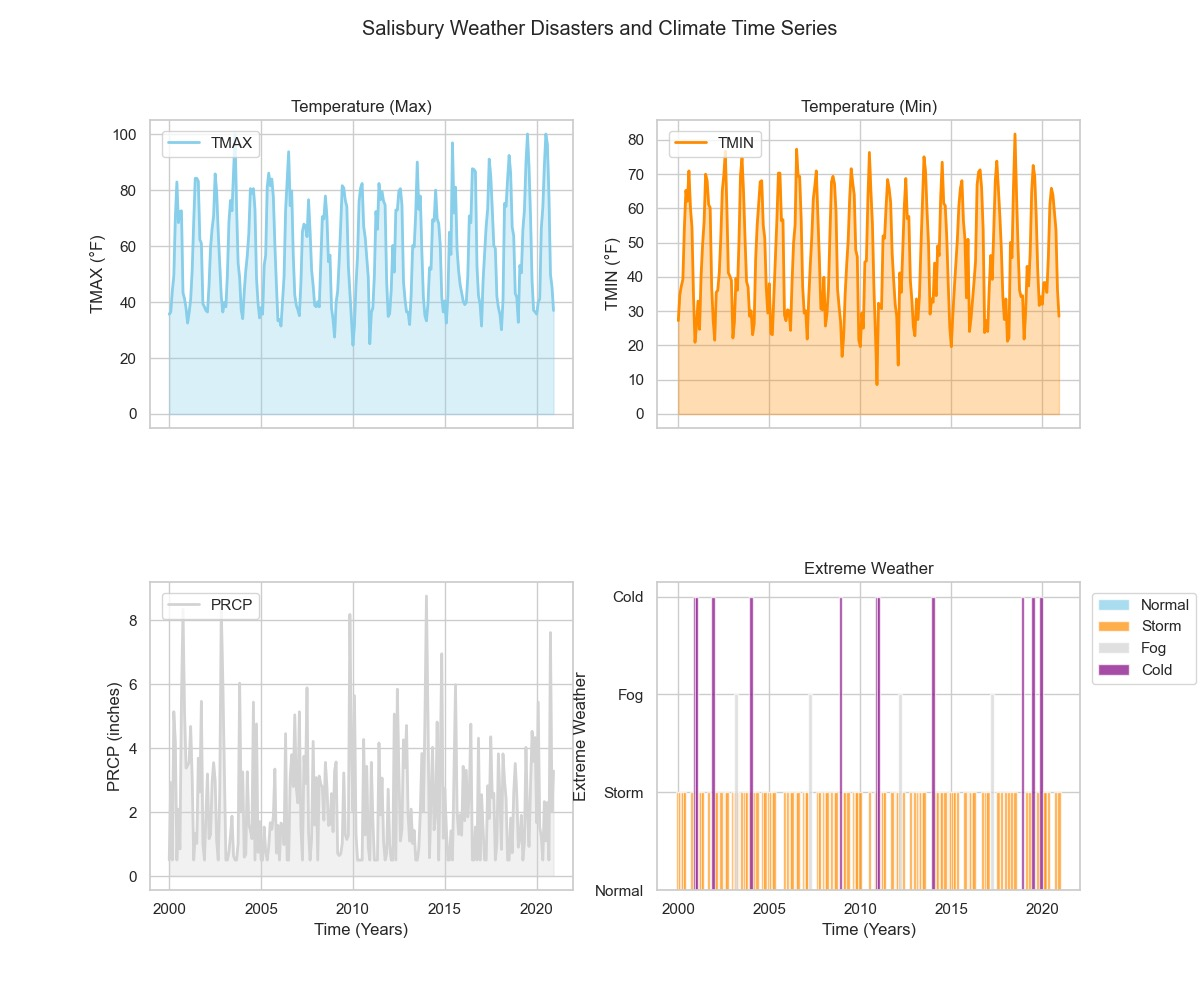 Salisbury Weather Disasters and Climate Time Series
Temperature (Max)
TMAX
TMAX (°F)
100
80
60
40
20
0
Temperature (Min)
TMIN
TMIN (°F)
80
70
60
50
40
30
20
10
0
PRCP
PRCP (inches)
8
6
4
2
0
2000
2005
2010
2015
2020
Time (Years)
Extreme Weather
Extreme Weather
Cold
Fog
Storm
Normal
2000
2005
2010
2015
2020
Time (Years)
Normal
Storm
Fog
Cold